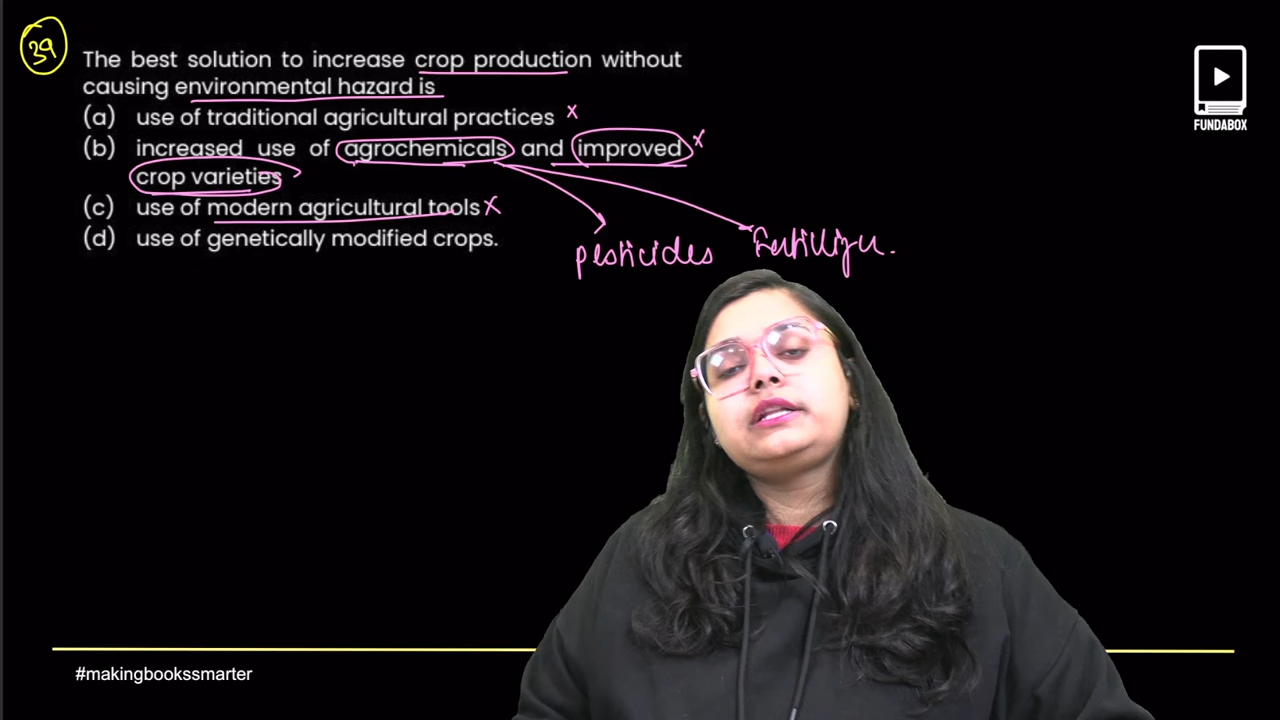 39
The best solution to increase crop production without
causing environmental hazard is
(a) use of traditional agricultural practices x
(b) increased use of agrochemicals and improved x
crop varieties
(c) use of modern agricultural tools x
(d) use of genetically modified crops.
pesticides
FUNDABOX
#makingbookssmarter